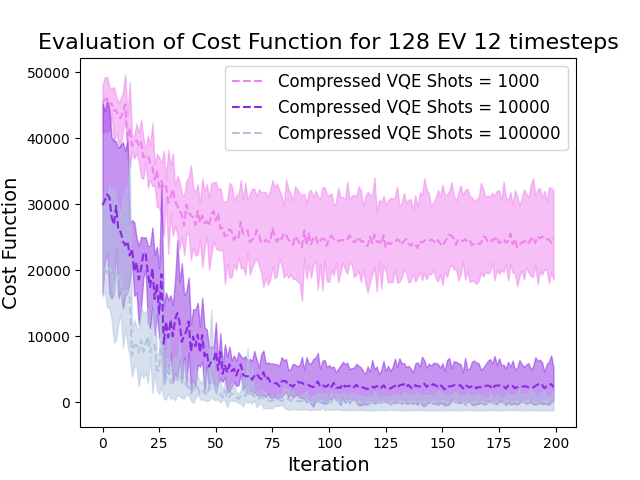 Evaluation of Cost Function for 128 EV 12 timesteps
Compressed VQE Shots = 1000
Compressed VQE Shots = 10000
Compressed VQE Shots = 100000
Cost Function
50000
40000
30000
20000
10000
0
0 25 50 75 100 125 150 175 200
Iteration